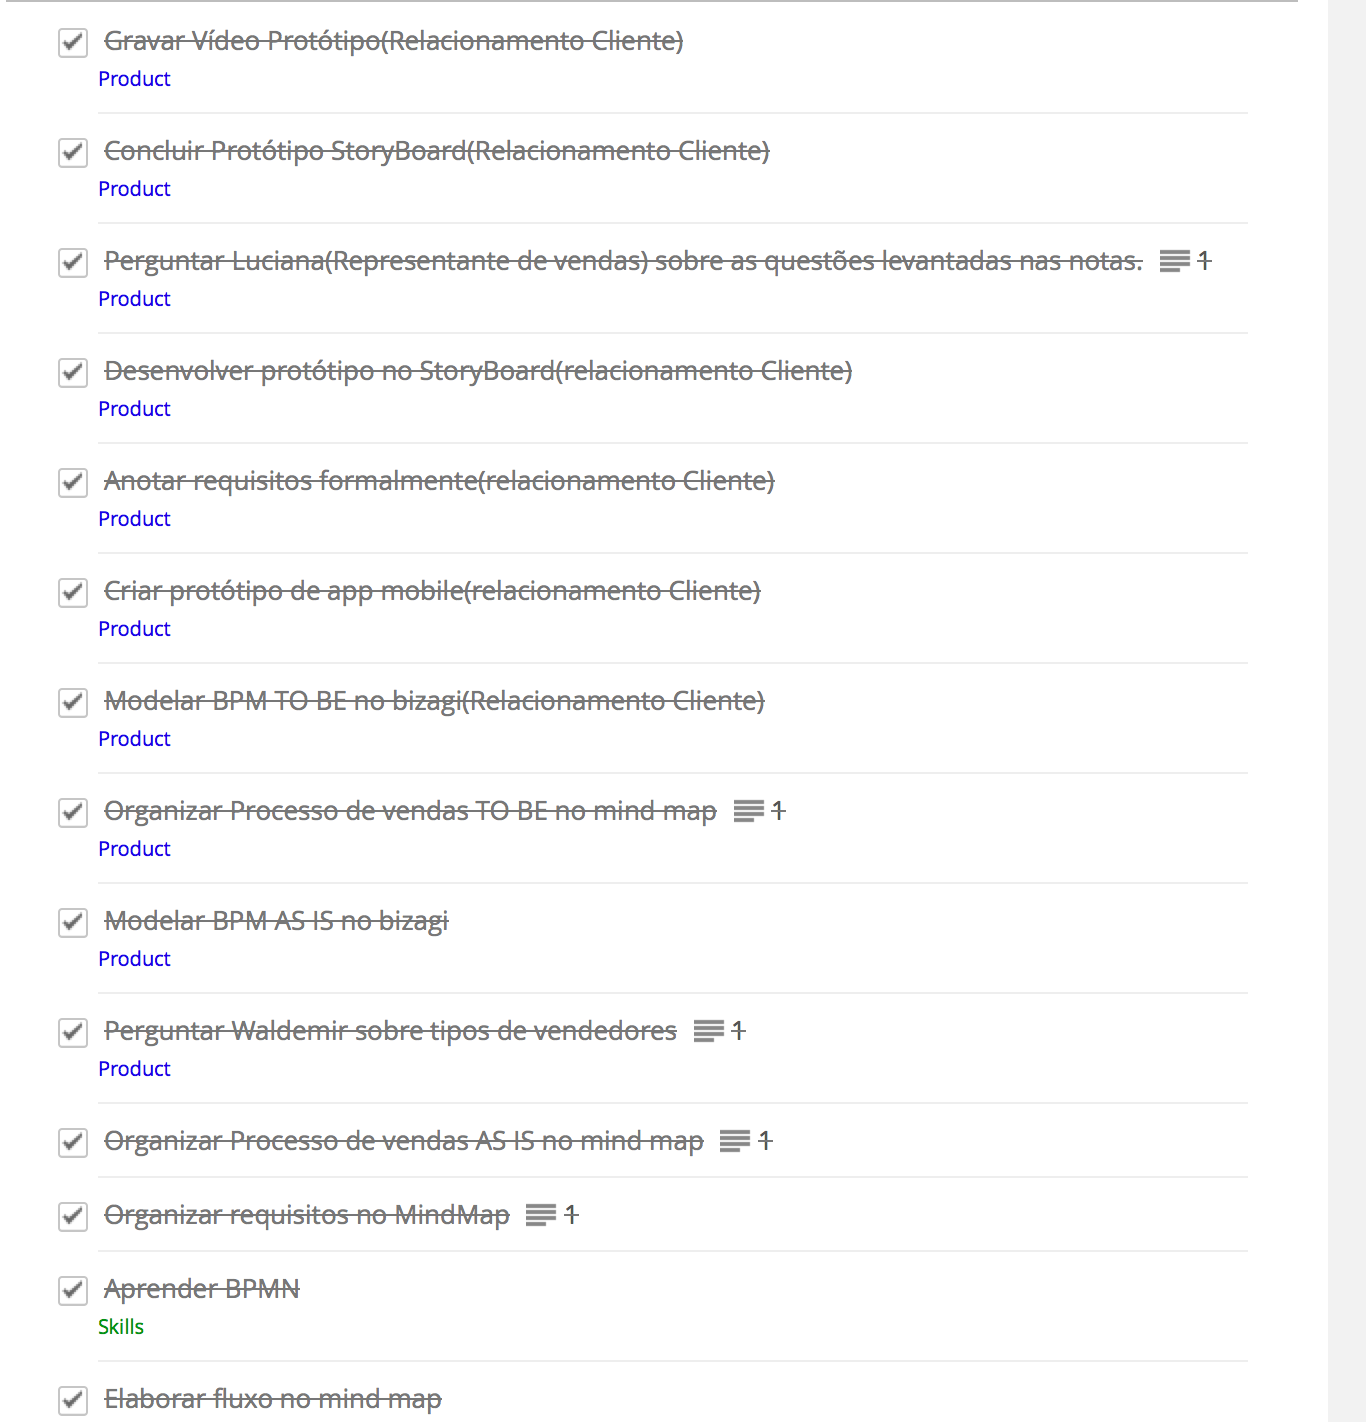 Gravar Vídeo Protótipo(Relacionamento Cliente)
Product
Concluir Protótipo StoryBoard(Relacionamento Cliente)
Product
Perguntar Luciana(Representante de vendas) sobre as questões levantadas nas notas. 1
Product
Desenvolver protótipo no StoryBoard(relacionamento Cliente)
Product
Anotar requisitos formalmente(relacionamento Cliente)
Product
Criar protótipo de app mobile(relacionamento Cliente)
Product
Modelar BPM TO BE no bizagi(Relacionamento Cliente)
Product
Organizar Processo de vendas TO BE no mind map 1
Product
Modelar BPM AS IS no bizagi
Product
Perguntar Waldemir sobre tipos de vendedores 1
Product
Organizar Processo de vendas AS IS no mind map 1
Organizar requisitos no MindMap 1
Aprender BPMN
Skills
Elaborar fluxo no mind map